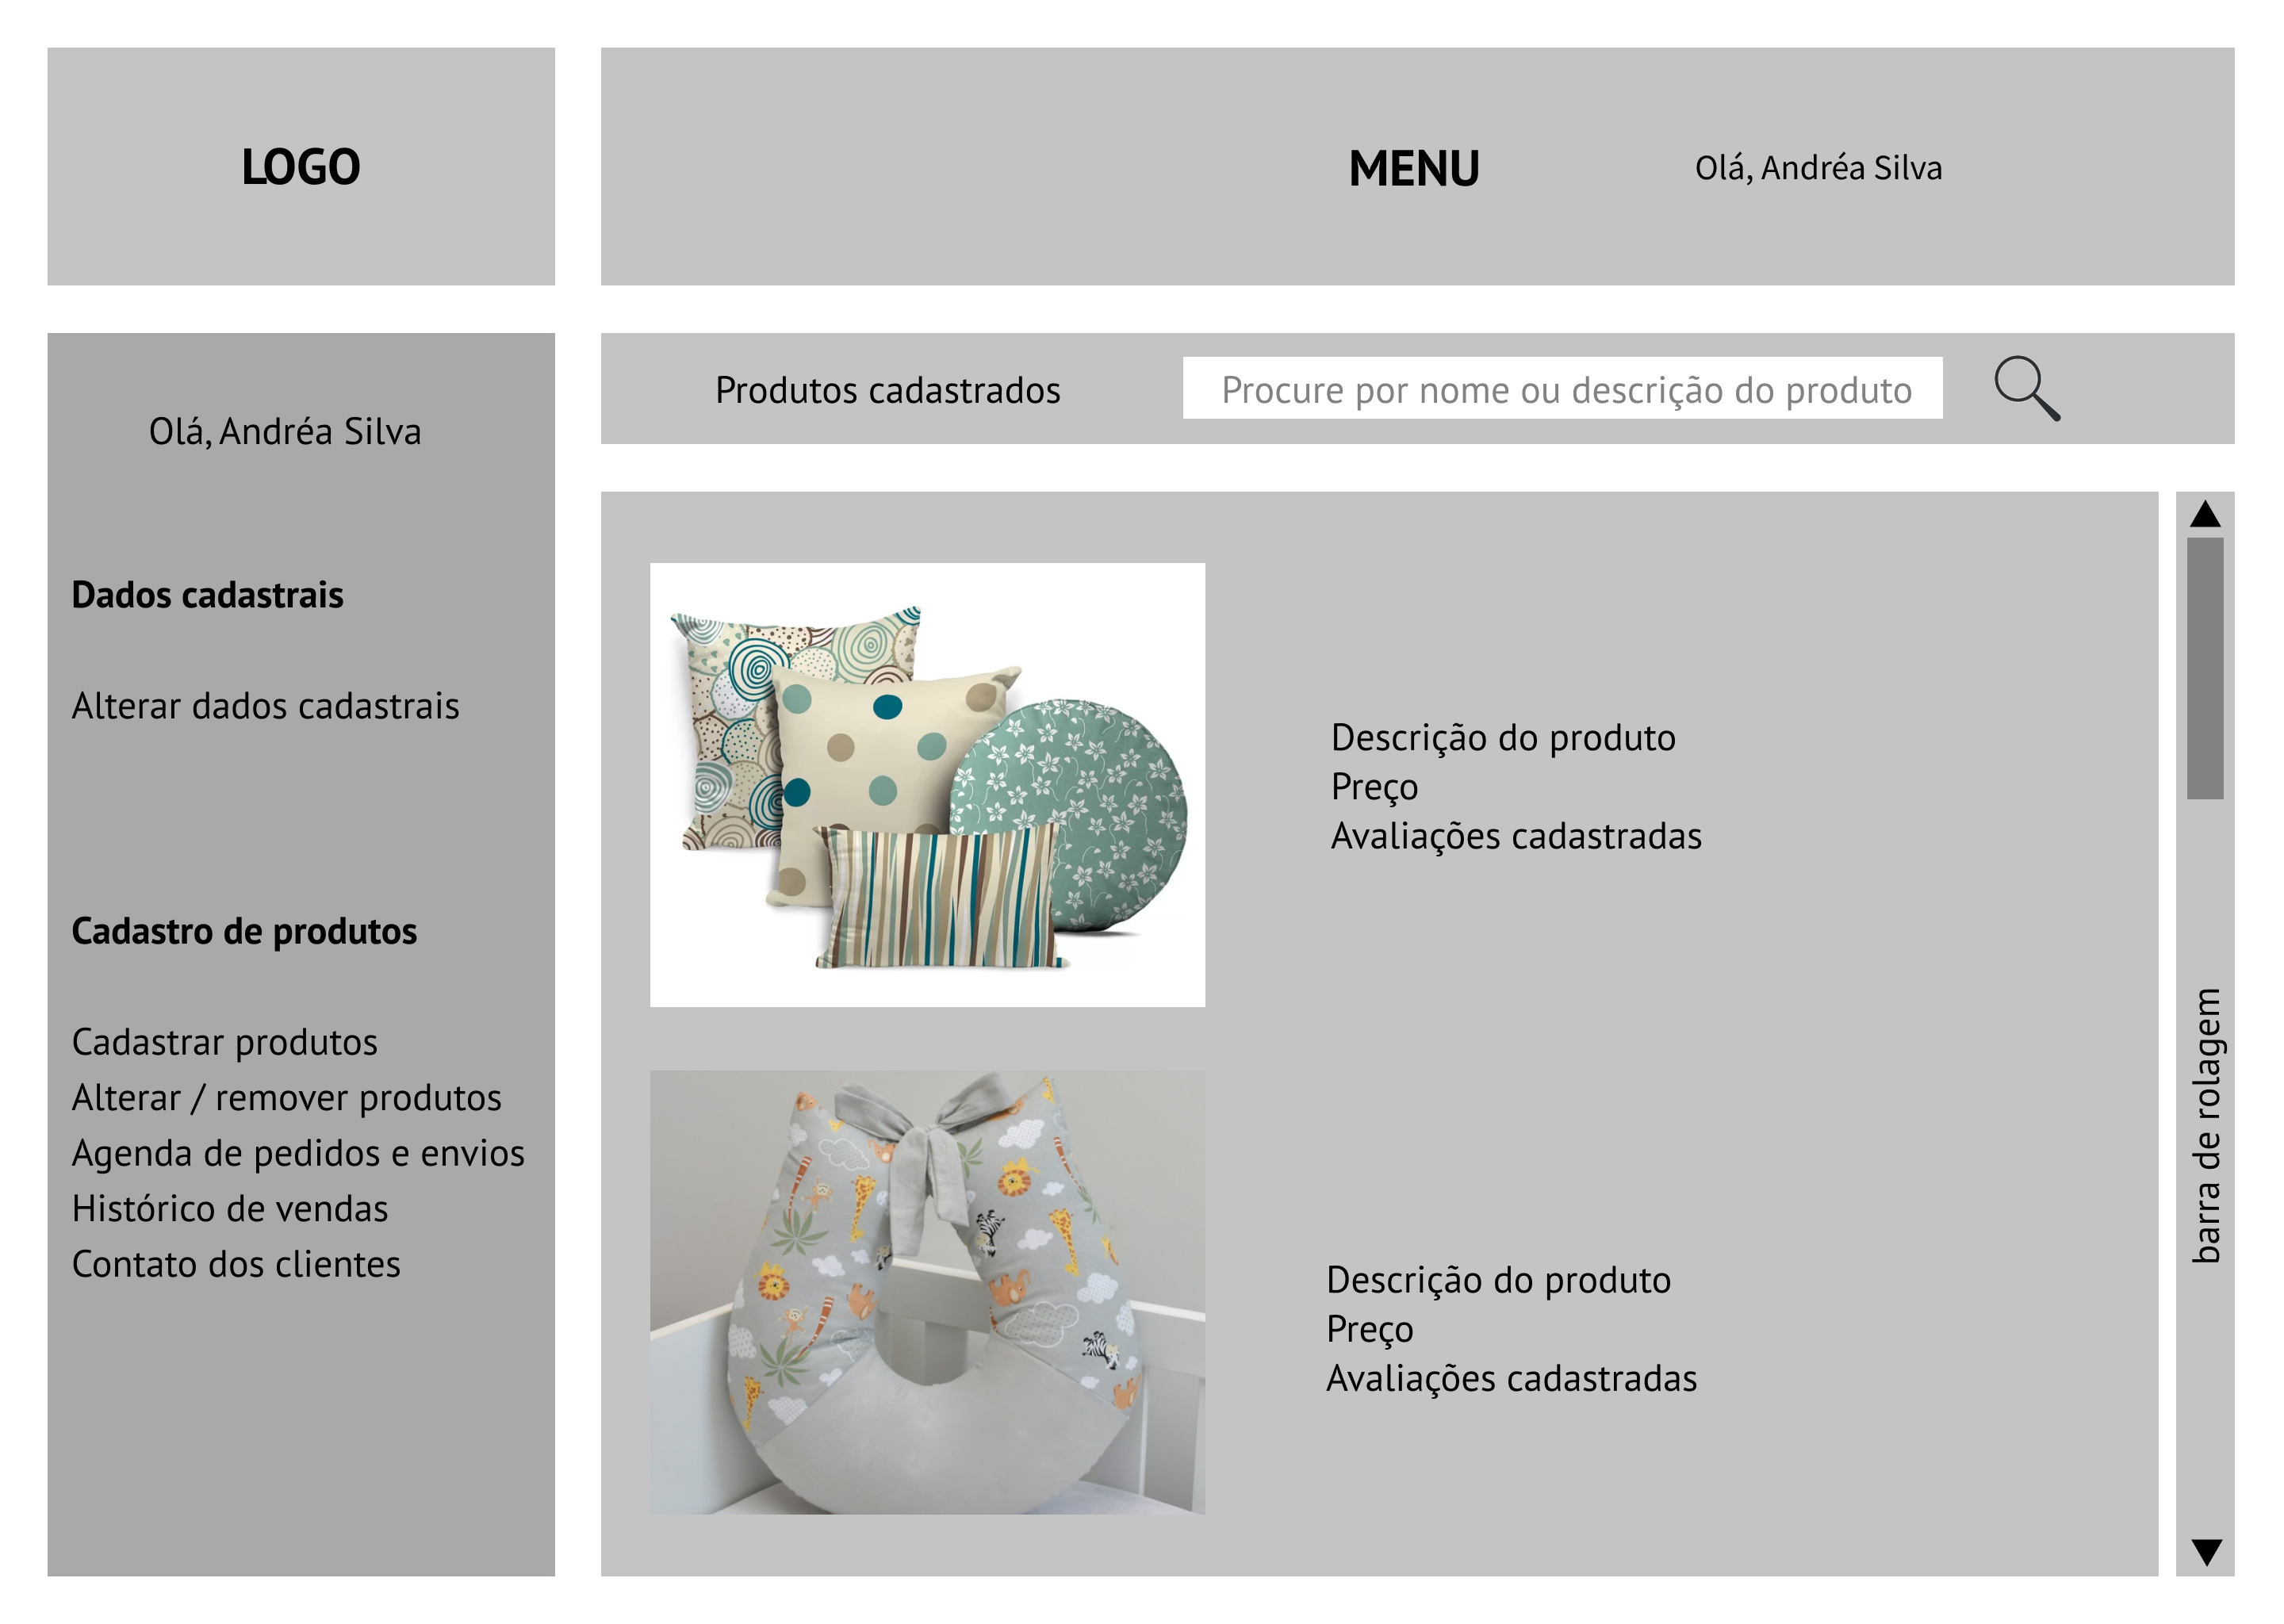 LOGO
MENU
Olá, Andréa Silva
Olá, Andréa Silva
Dados cadastrais
Alterar dados cadastrais
Cadastro de produtos
Cadastrar produtos
Alterar / remover produtos
Agenda de pedidos e envios
Histórico de vendas
Contato dos clientes
Produtos cadastrados
Procure por nome ou descrição do produto
Descrição do produto
Preço
Avaliações cadastradas
Descrição do produto
Preço
Avaliações cadastradas
barra de rolagem